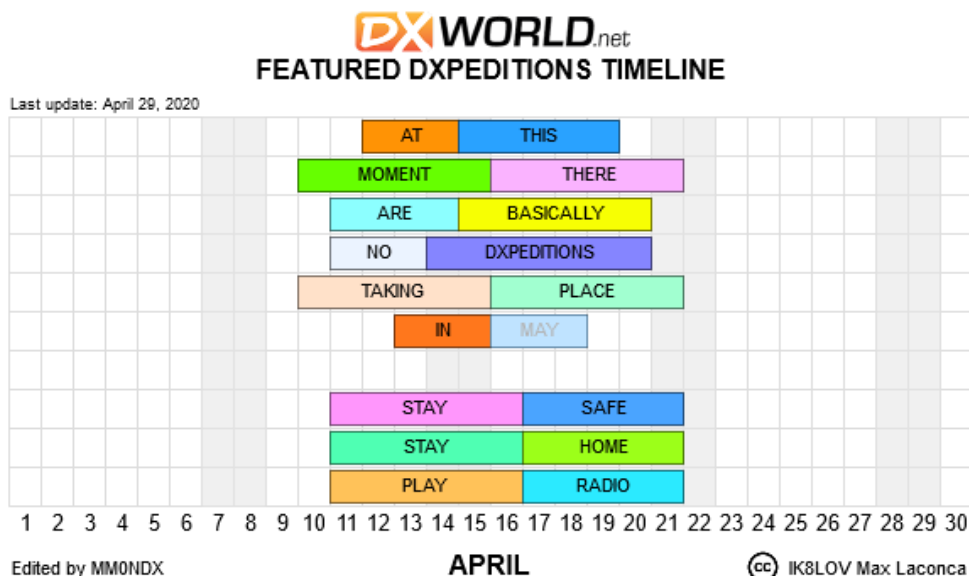 DX WORLD.net
FEATURED DXPEDITIONS TIMELINE
Last update: April 29, 2020
AT THIS
MOMENT THERE
ARE BASICALLY
NO DXPEDITIONS
TAKING PLACE
IN MAY
STAY SAFE
STAY HOME
PLAY RADIO
1 2 3 4 5 6 7 8 9 10 11 12 13 14 15 16 17 18 19 20 21 22 23 24 25 26 27 28 29 30
Edited by MM0NDX APRIL cc IK8LOV Max Laconca